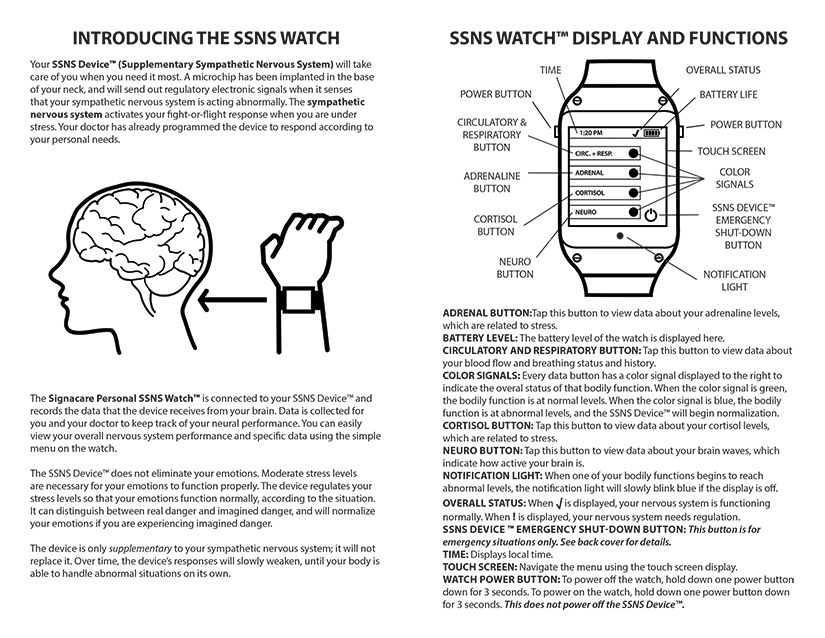 INTRODUCING THE SSNS WATCH
Your SSNS Device™ (Supplementary Sympathetic Nervous System) will take
care of you when you need it most. A microchip has been implanted in the base
of your neck, and will send out regulatory electronic signals when it senses
that your sympathetic nervous system is acting abnormally. The sympathetic
nervous system activates your fight-or-flight response when you are under
stress. Your doctor has already programmed the device to respond according to
your personal needs.
The Signacare Personal SSNS Watch™ is connected to your SSNS Device™ and
records the data that the device receives from your brain. Data is collected for
you and your doctor to keep track of your neural performance. You can easily
view your overall nervous system performance and specific data using the simple
menu on the watch.
The SSNS Device™ does not eliminate your emotions. Moderate stress levels
are necessary for your emotions to function properly. The device regulates your
stress levels so that your emotions function normally, according to the situation.
It can distinguish between real danger and imagined danger, and will normalize
your emotions if you are experiencing imagined danger.
The device is only supplementary to your sympathetic nervous system; it will not
replace it. Over time, the device's responses will slowly weaken, until your body is
able to handle abnormal situations on its own.
SSNS WATCH™ DISPLAY AND FUNCTIONS
TIME
OVERALL STATUS
POWER BUTTON
BATTERY LIFE
CIRCULATORY &
RESPIRATORY
BUTTON
POWER BUTTON
TOUCH SCREEN
ADRENALINE
BUTTON
COLOR
SIGNALS
CORTISOL
BUTTON
SSNS DEVICE™
EMERGENCY
SHUT-DOWN
BUTTON
NEURO
BUTTON
NOTIFICATION
LIGHT
1:20 PM ✓
CIRC. + RESP.
ADRENAL
CORTISOL
NEURO
ADRENAL BUTTON:Tap this button to view data about your adrenaline levels,
which are related to stress.
BATTERY LEVEL: The battery level of the watch is displayed here.
CIRCULATORY AND RESPIRATORY BUTTON: Tap this button to view data about
your blood flow and breathing status and history.
COLOR SIGNALS: Every data button has a color signal displayed to the right to
indicate the overal status of that bodily function. When the color signal is green,
the bodily function is at normal levels. When the color signal is blue, the bodily
function is at abnormal levels, and the SSNS Device™ will begin normalization.
CORTISOL BUTTON: Tap this button to view data about your cortisol levels,
which are related to stress.
NEURO BUTTON: Tap this button to view data about your brain waves, which
indicate how active your brain is.
NOTIFICATION LIGHT: When one of your bodily functions begins to reach
abnormal levels, the notification light will slowly blink blue if the display is off.
OVERALL STATUS: When ✓ is displayed, your nervous system is functioning
normally. When ! is displayed, your nervous system needs regulation.
SSNS DEVICE ™ EMERGENCY SHUT-DOWN BUTTON: This button is for
emergency situations only. See back cover for details.
TIME: Displays local time.
TOUCH SCREEN: Navigate the menu using the touch screen display.
WATCH POWER BUTTON: To power off the watch, hold down one power button
down for 3 seconds. To power on the watch, hold down one power button down
for 3 seconds. This does not power off the SSNS Device™.